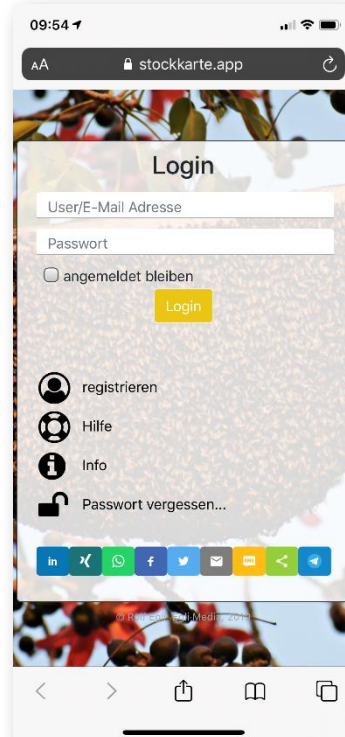 09:54
AA stockkarte.app
Login
User/E-Mail Adresse
Passwort
angemeldet bleiben
Login
registrieren
Hilfe
Info
Passwort vergessen...
in
f
SMS